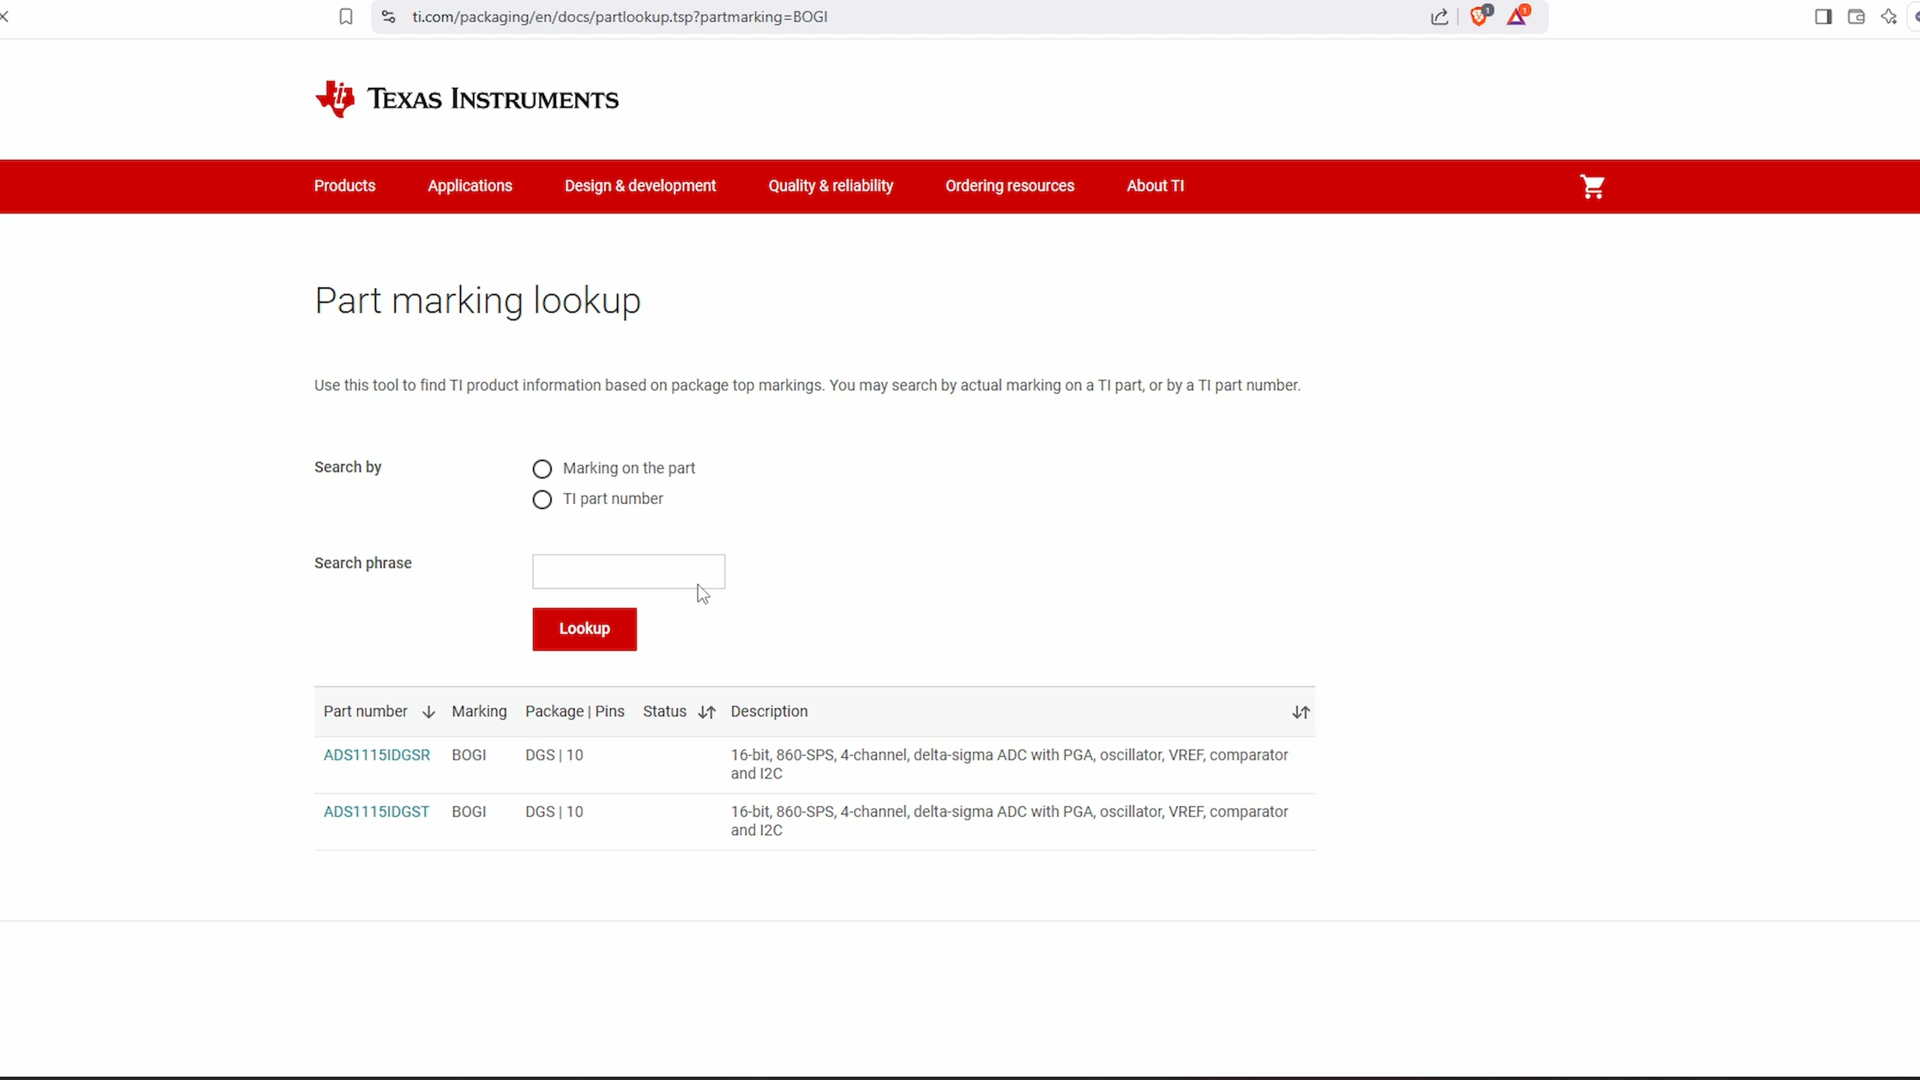 ti.com/packaging/en/docs/partlookup.tsp?partmarking=BOGI
1
1
TEXAS INSTRUMENTS
Products Applications Design & development Quality & reliability Ordering resources About TI
Part marking lookup
Use this tool to find TI product information based on package top markings. You may search by actual marking on a TI part, or by a TI part number.
Search by
Marking on the part
TI part number
Search phrase
Lookup
Part number Marking Package | Pins Status Description
ADS1115IDGSR BOGI DGS | 10 16-bit, 860-SPS, 4-channel, delta-sigma ADC with PGA, oscillator, VREF, comparator
and I2C
ADS1115IDGST BOGI DGS | 10 16-bit, 860-SPS, 4-channel, delta-sigma ADC with PGA, oscillator, VREF, comparator
and I2C